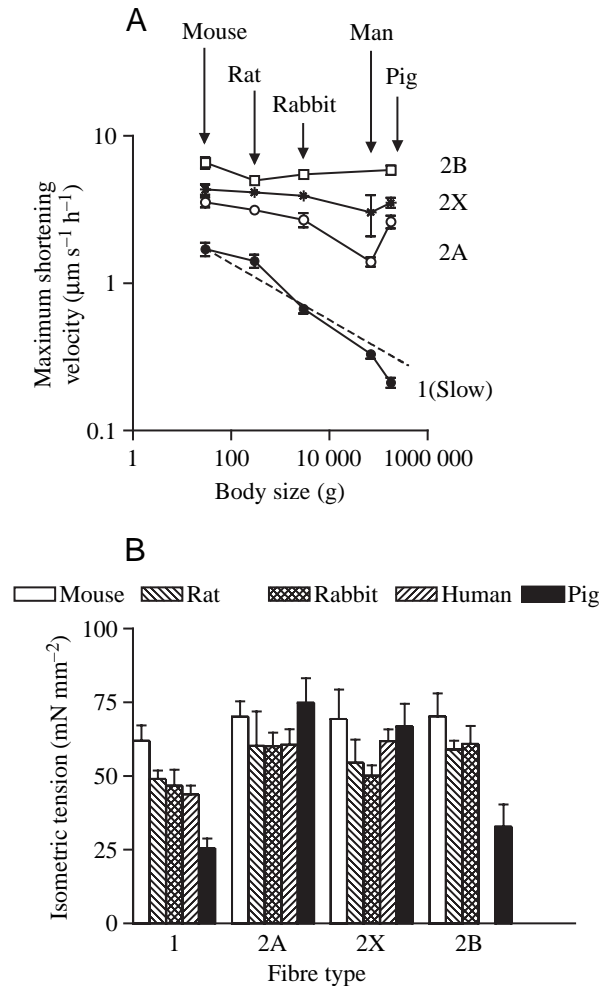 A
Mouse
Man
Rat
Pig
Rabbit
10
2B
2X
2A
1
Maximum shortening
velocity (μm s⁻¹ h⁻¹)
1(Slow)
0.1
1 100 10 000 1000 000
Body size (g)
B
Mouse Rat Rabbit Human Pig
100
75
50
25
0
Isometric tension (mN mm⁻²)
1 2A 2X 2B
Fibre type